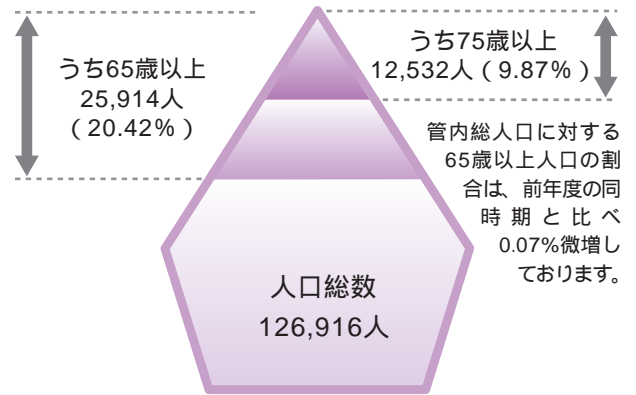 うち65歳以上
25,914人
（20.42％）
うち75歳以上
12,532人（9.87％）
管内総人口に対する
65歳以上人口の割
合は、前年度の同
時期と比べ
0.07%微増し
ております。
人口総数
126,916人